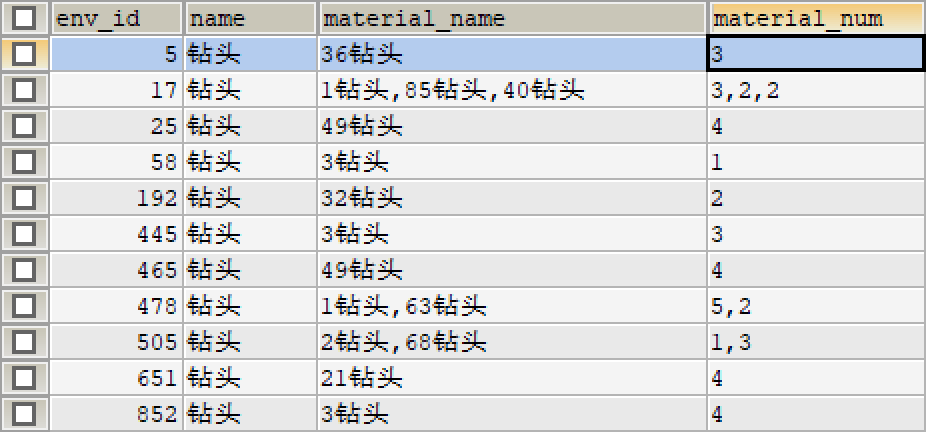 env_id name material_name material_num
5 钻头 36钻头 3
17 钻头 1钻头,85钻头,40钻头 3,2,2
25 钻头 49钻头 4
58 钻头 3钻头 1
192 钻头 32钻头 2
445 钻头 3钻头 3
465 钻头 49钻头 4
478 钻头 1钻头,63钻头 5,2
505 钻头 2钻头,68钻头 1,3
651 钻头 21钻头 4
852 钻头 3钻头 4